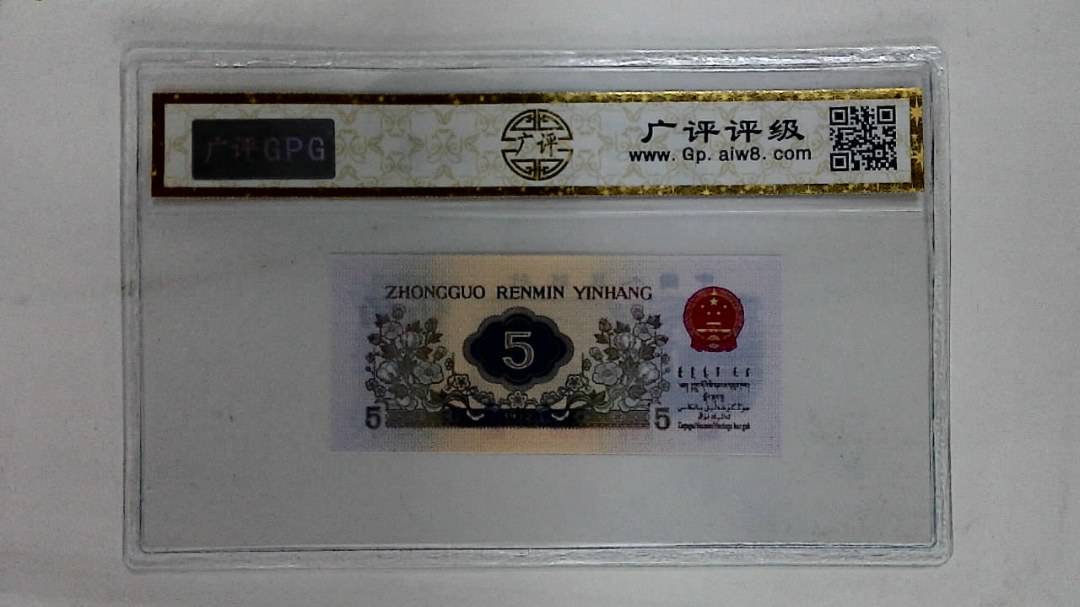 广评GPG
广评
广评评级
www.Gp.aiw8.com
ZHONGGUO RENMIN YINHANG
5
5
5